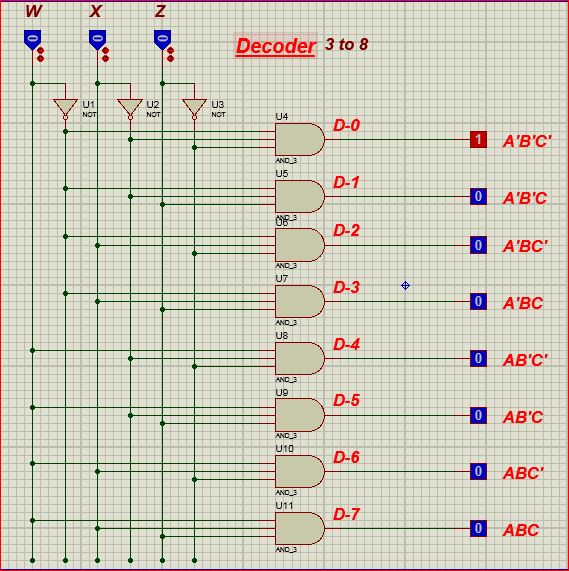 W X Z
0 0 0
Decoder 3 to 8
U1 U2 U3
NOT NOT NOT
U4
D-0
1 A'B'C'
AND_3
U5
D-1
0 A'B'C
AND_3
U6
D-2
0 A'BC'
AND_3
U7
D-3
0 A'BC
AND_3
U8
D-4
0 AB'C'
AND_3
U9
D-5
0 AB'C
AND_3
U10
D-6
0 ABC'
AND_3
U11
D-7
0 ABC
AND_3